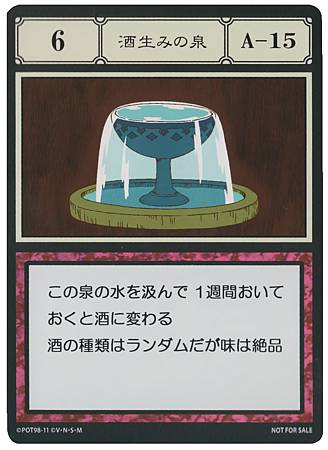 6
酒生みの泉
A-15
この泉の水を汲んで 1週間おいて
おくと酒に変わる
酒の種類はランダムだが味は絶品
©POT98-11 ©V・N・S・M
NOT FOR SALE